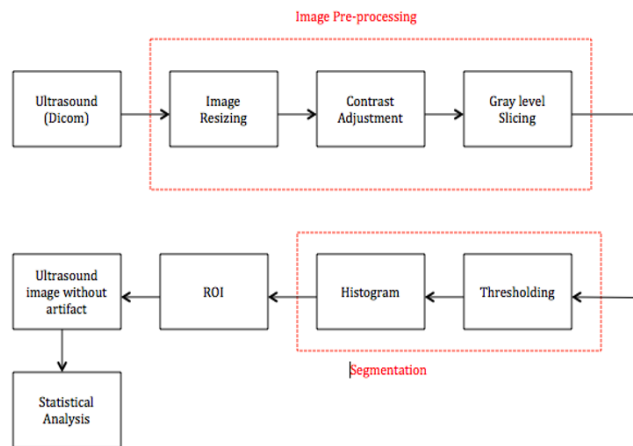 Image Pre-processing
Ultrasound
(Dicom)
Image
Resizing
Contrast
Adjustment
Gray level
Slicing
Ultrasound
image without
artifact
ROI
Histogram
Thresholding
Segmentation
Statistical
Analysis